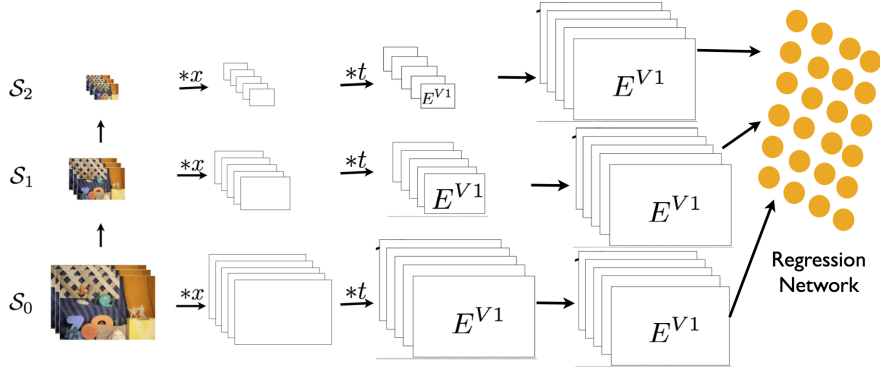 𝒮₂
*x
*t
E^{V1}
E^{V1}
𝒮₁
*x
*t
E^{V1}
E^{V1}
𝒮₀
*x
*t
E^{V1}
E^{V1}
Regression
Network